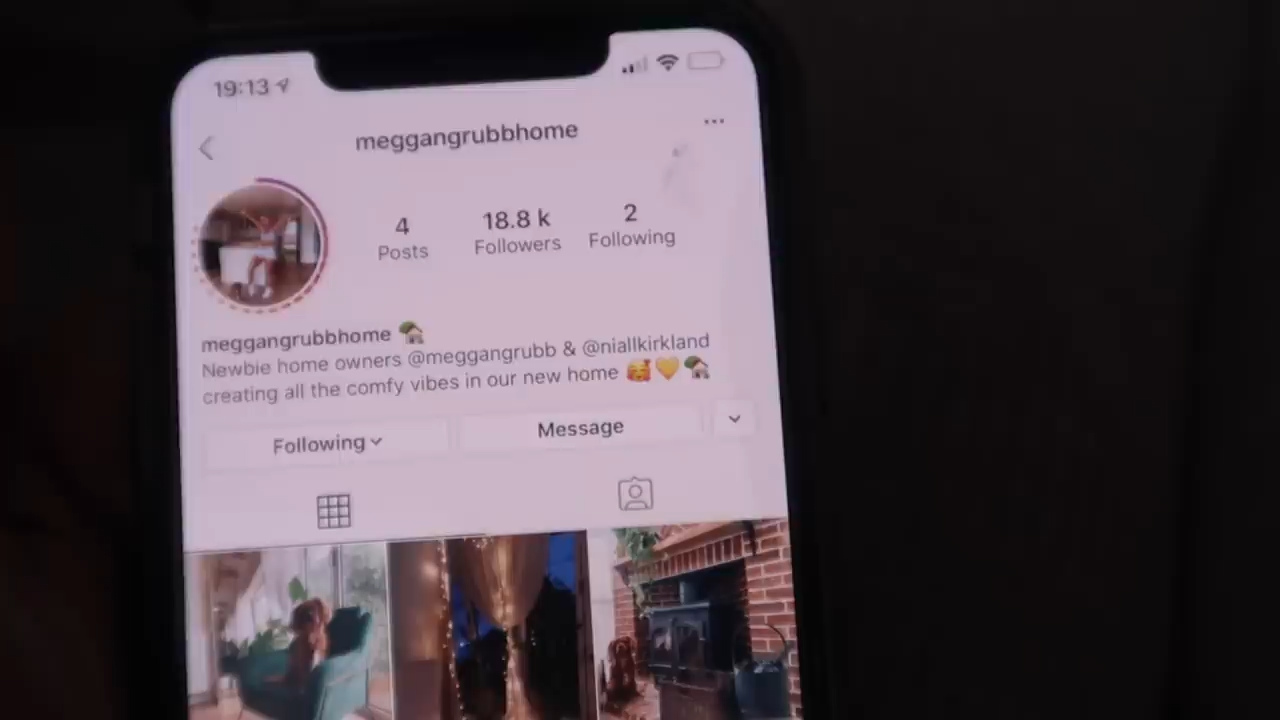 19:13
meggangrubbhome
4 18.8 k 2
Posts Followers Following
meggangrubbhome 🏡
Newbie home owners @meggangrubb & @niallkirkland
creating all the comfy vibes in our new home 🥰💛🏡
Following Message